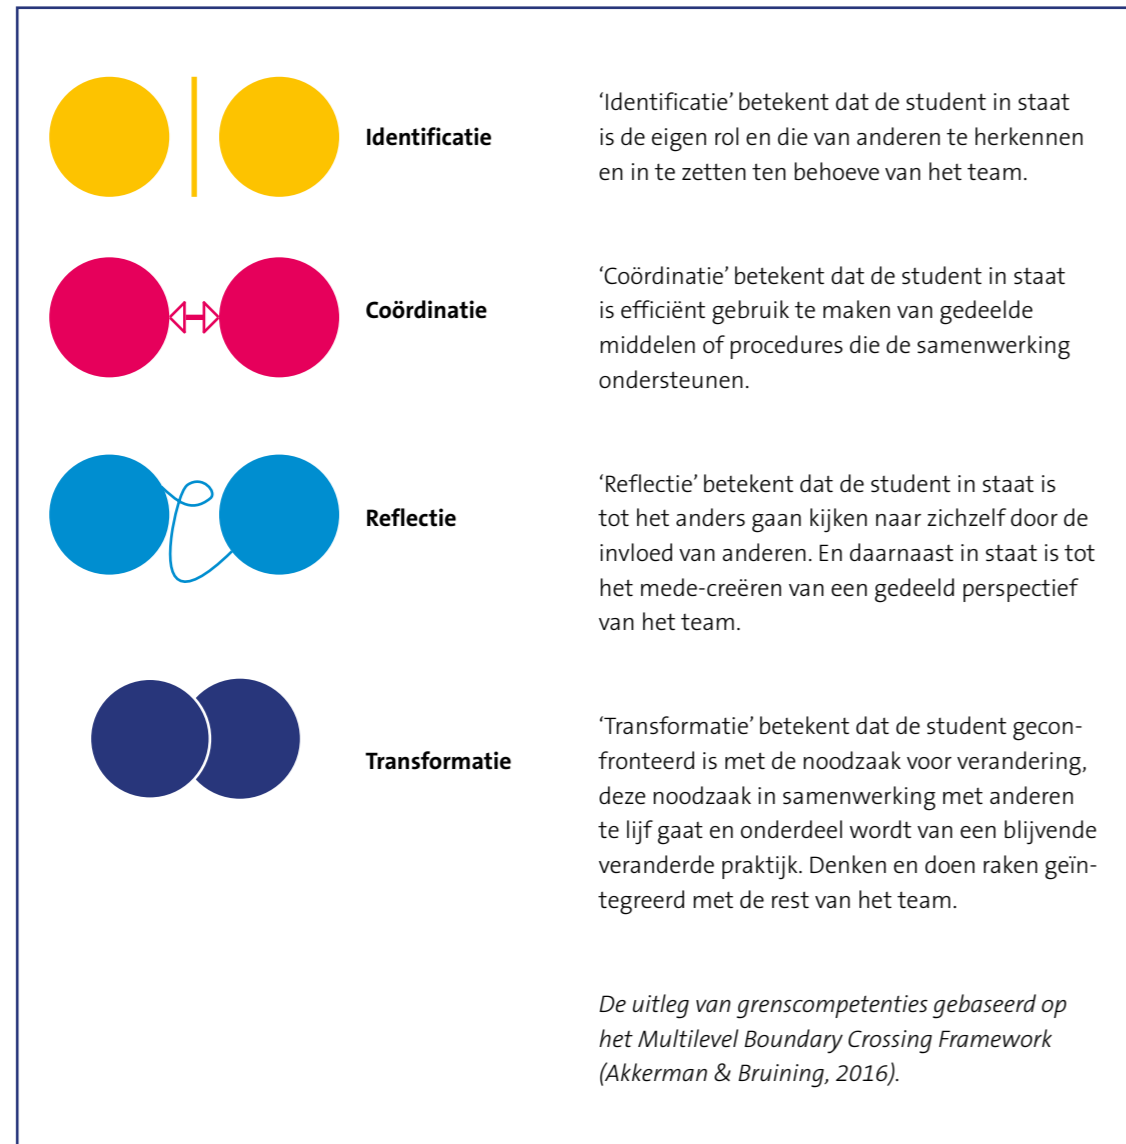 Identificatie
‘Identificatie’ betekent dat de student in staat
is de eigen rol en die van anderen te herkennen
en in te zetten ten behoeve van het team.
Coördinatie
‘Coördinatie’ betekent dat de student in staat
is efficiënt gebruik te maken van gedeelde
middelen of procedures die de samenwerking
ondersteunen.
Reflectie
‘Reflectie’ betekent dat de student in staat is
tot het anders gaan kijken naar zichzelf door de
invloed van anderen. En daarnaast in staat is tot
het mede-creëren van een gedeeld perspectief
van het team.
Transformatie
‘Transformatie’ betekent dat de student gecon-
fronteerd is met de noodzaak voor verandering,
deze noodzaak in samenwerking met anderen
te lijf gaat en onderdeel wordt van een blijvende
veranderde praktijk. Denken en doen raken geïn-
tegreerd met de rest van het team.
De uitleg van grenscompetenties gebaseerd op
het Multilevel Boundary Crossing Framework
(Akkerman & Bruining, 2016).